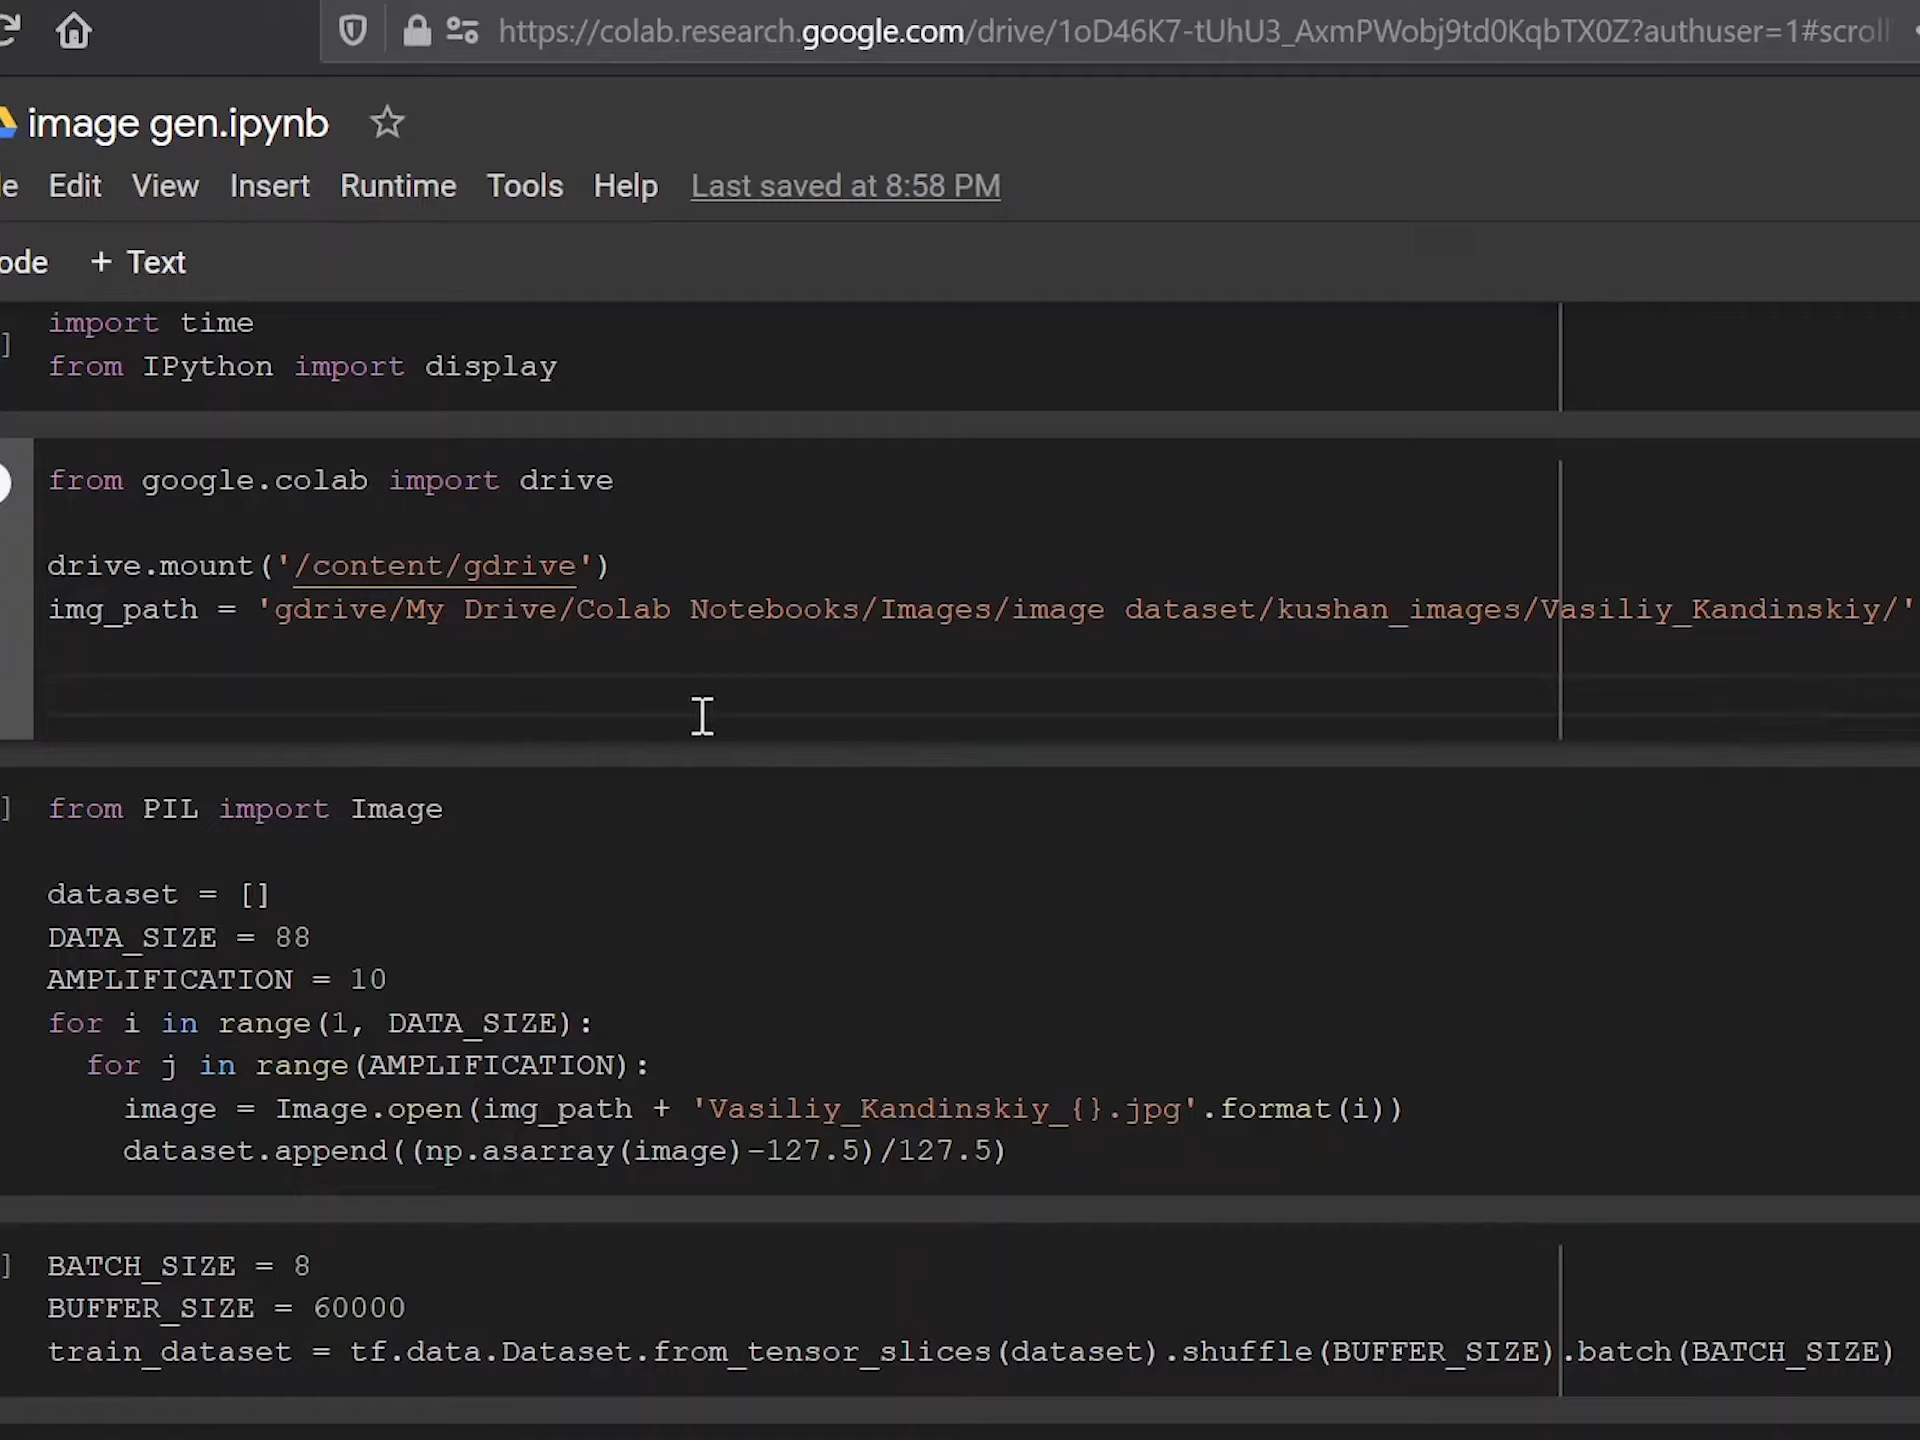 https://colab.research.google.com/drive/1oD46K7-tUhU3_AxmPWobj9td0KqbTX0Z?authuser=1#scroll
image gen.ipynb
Edit View Insert Runtime Tools Help Last saved at 8:58 PM
+ Text
import time
from IPython import display
from google.colab import drive
drive.mount('/content/gdrive')
img_path = 'gdrive/My Drive/Colab Notebooks/Images/image dataset/kushan_images/Vasiliy_Kandinskiy/'
from PIL import Image
dataset = []
DATA_SIZE = 88
AMPLIFICATION = 10
for i in range(1, DATA_SIZE):
for j in range(AMPLIFICATION):
image = Image.open(img_path + 'Vasiliy_Kandinskiy_{}.jpg'.format(i))
dataset.append((np.asarray(image)-127.5)/127.5)
BATCH_SIZE = 8
BUFFER_SIZE = 60000
train_dataset = tf.data.Dataset.from_tensor_slices(dataset).shuffle(BUFFER_SIZE).batch(BATCH_SIZE)